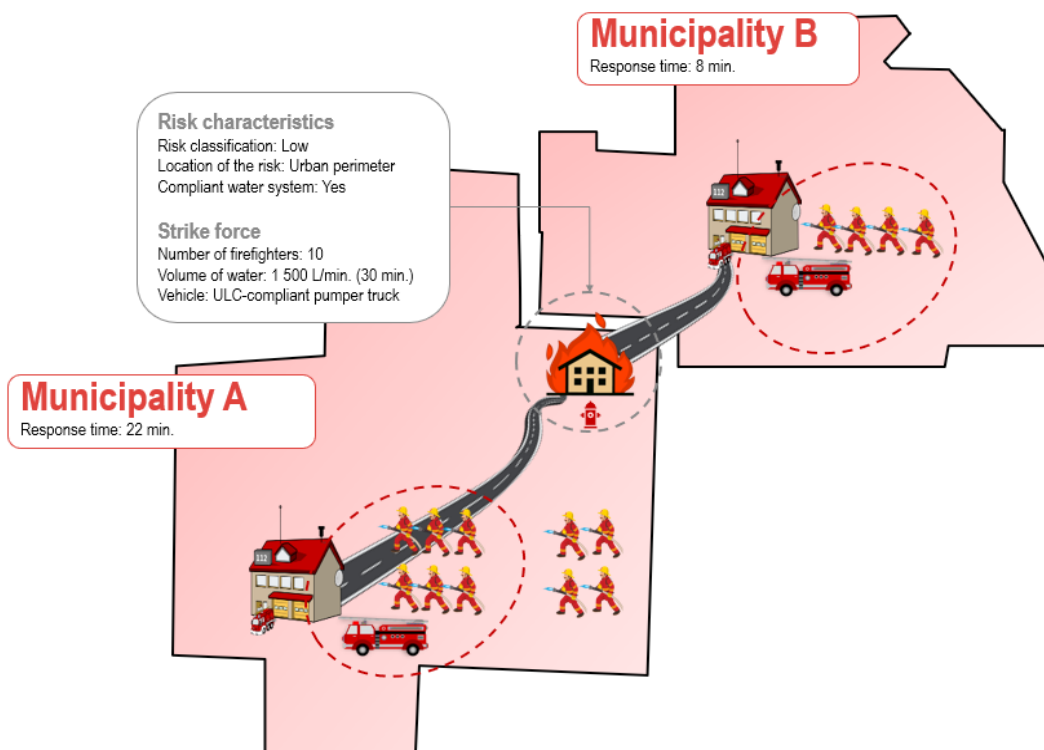 Municipality B
Response time: 8 min.
Risk characteristics
Risk classification: Low
Location of the risk: Urban perimeter
Compliant water system: Yes
Strike force
Number of firefighters: 10
Volume of water: 1 500 L/min. (30 min.)
Vehicle: ULC-compliant pumper truck
112
Municipality A
Response time: 22 min.
112